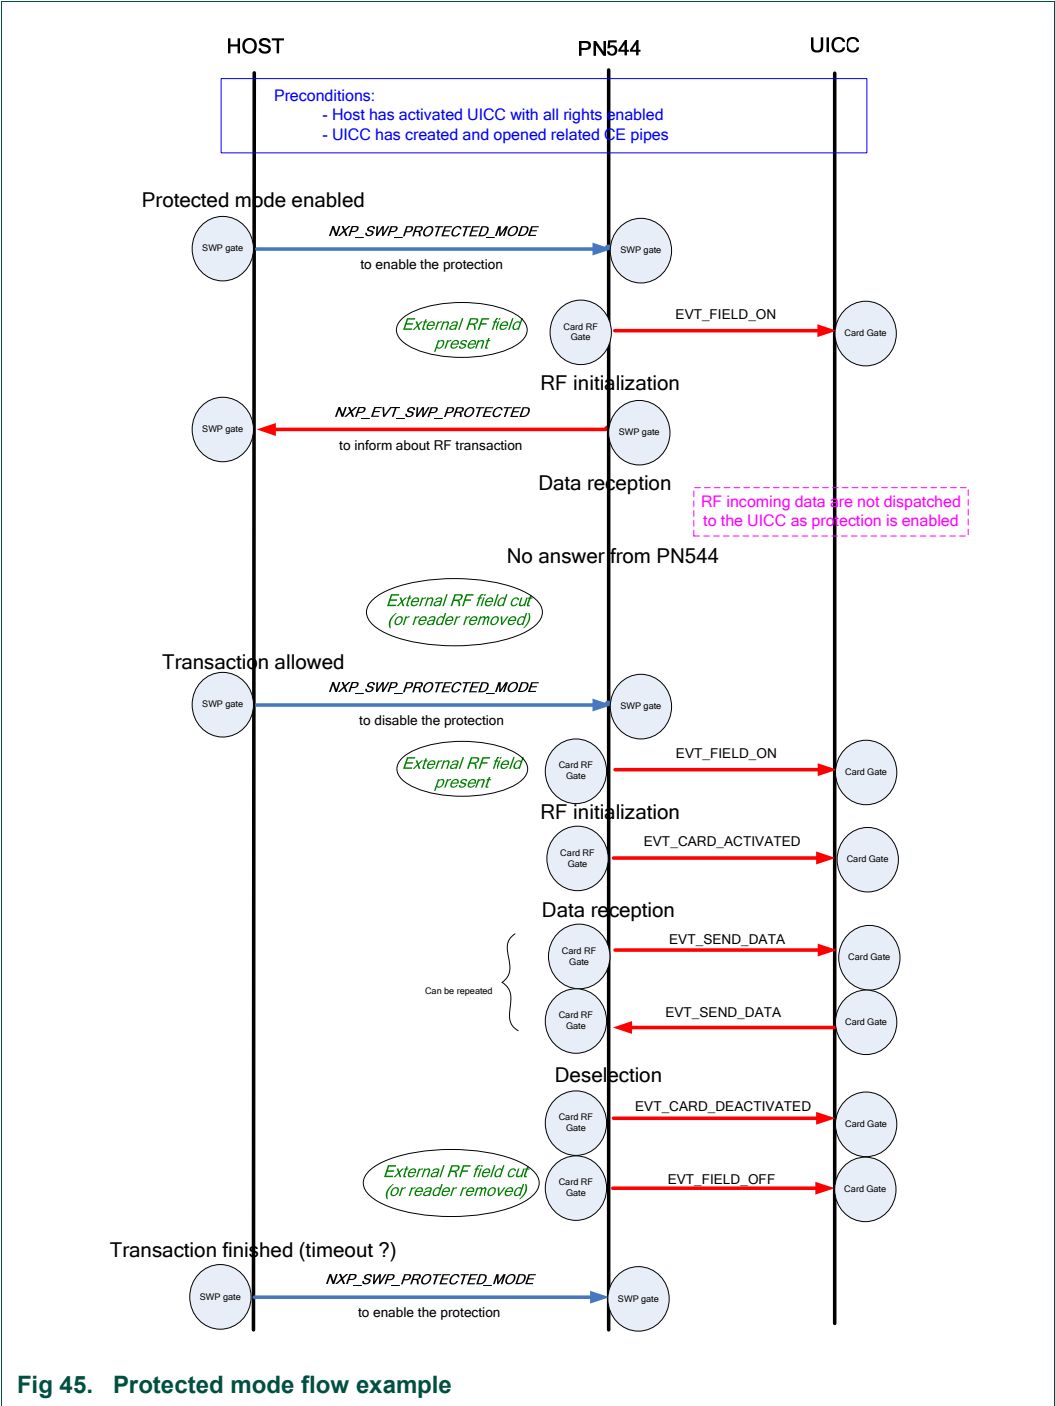 HOST
PN544
UICC
Preconditions:
- Host has activated UICC with all rights enabled
- UICC has created and opened related CE pipes
Protected mode enabled
SWP gate
NXP_SWP_PROTECTED_MODE
to enable the protection
SWP gate
External RF field
present
Card RF
Gate
EVT_FIELD_ON
Card Gate
RF initialization
SWP gate
NXP_EVT_SWP_PROTECTED
to inform about RF transaction
SWP gate
Data reception
RF incoming data are not dispatched
to the UICC as protection is enabled
No answer from PN544
External RF field cut
(or reader removed)
Transaction allowed
SWP gate
NXP_SWP_PROTECTED_MODE
to disable the protection
SWP gate
External RF field
present
Card RF
Gate
EVT_FIELD_ON
Card Gate
RF initialization
Card RF
Gate
EVT_CARD_ACTIVATED
Card Gate
Data reception
Can be repeated
Card RF
Gate
EVT_SEND_DATA
Card Gate
Card RF
Gate
EVT_SEND_DATA
Card Gate
Deselection
Card RF
Gate
EVT_CARD_DEACTIVATED
Card Gate
External RF field cut
(or reader removed)
Card RF
Gate
EVT_FIELD_OFF
Card Gate
Transaction finished (timeout ?)
SWP gate
NXP_SWP_PROTECTED_MODE
to enable the protection
SWP gate
Fig 45. Protected mode flow example